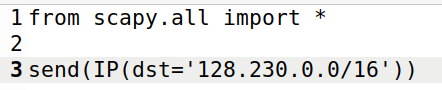 1 from scapy.all import *
2
3 send(IP(dst='128.230.0.0/16'))